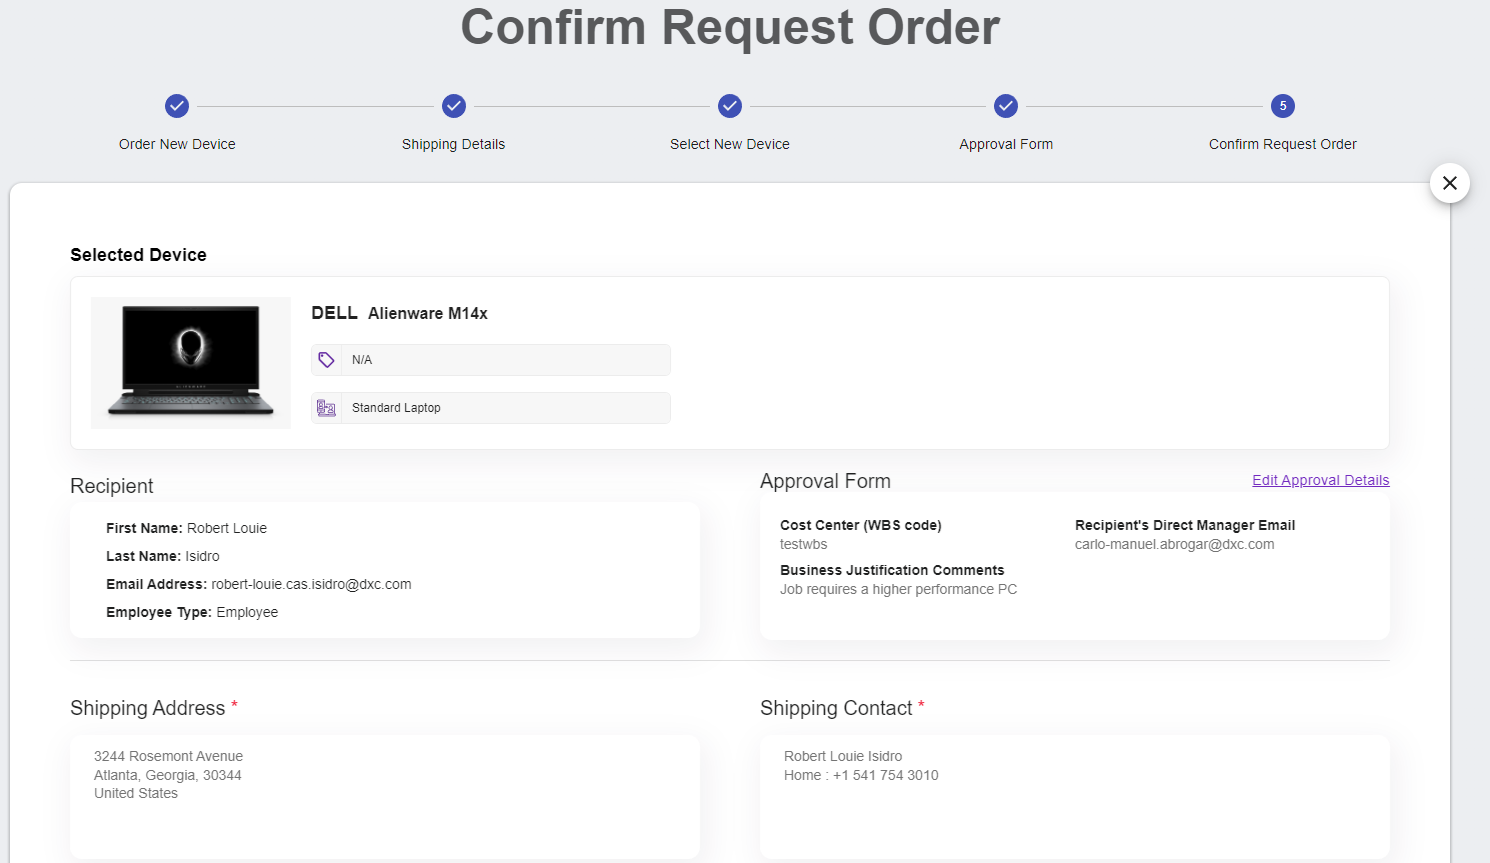 Confirm Request Order
5
Order New Device
Shipping Details
Select New Device
Approval Form
Confirm Request Order
Selected Device
DELL Alienware M14x
N/A
Standard Laptop
ALIENWARE
Recipient
First Name: Robert Louie
Last Name: Isidro
Email Address: robert-louie.cas.isidro@dxc.com
Employee Type: Employee
Approval Form
Edit Approval Details
Cost Center (WBS code)
testwbs
Recipient's Direct Manager Email
carlo-manuel.abrogar@dxc.com
Business Justification Comments
Job requires a higher performance PC
Shipping Address *
3244 Rosemont Avenue
Atlanta, Georgia, 30344
United States
Shipping Contact *
Robert Louie Isidro
Home : +1 541 754 3010